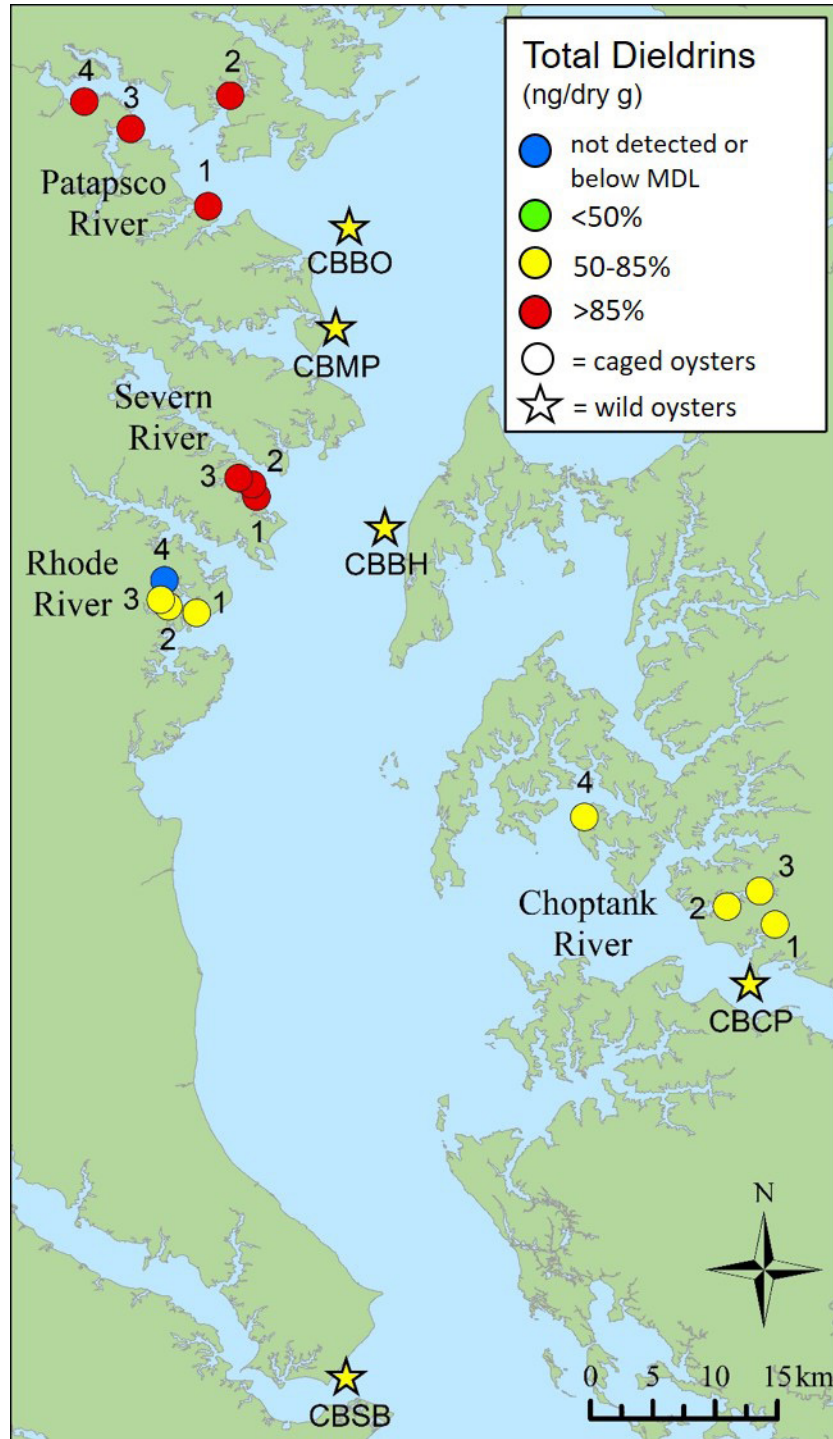 Total Dieldrins
(ng/dry g)
not detected or
below MDL
<50%
50-85%
>85%
= caged oysters
= wild oysters
4
3
2
1
Patapsco
River
CBBO
CBMP
Severn
River
3
2
1
CBBH
Rhode
River
4
3
2
1
4
Choptank
River
3
2
1
CBCP
N
0 5 10 15 km
CBSB